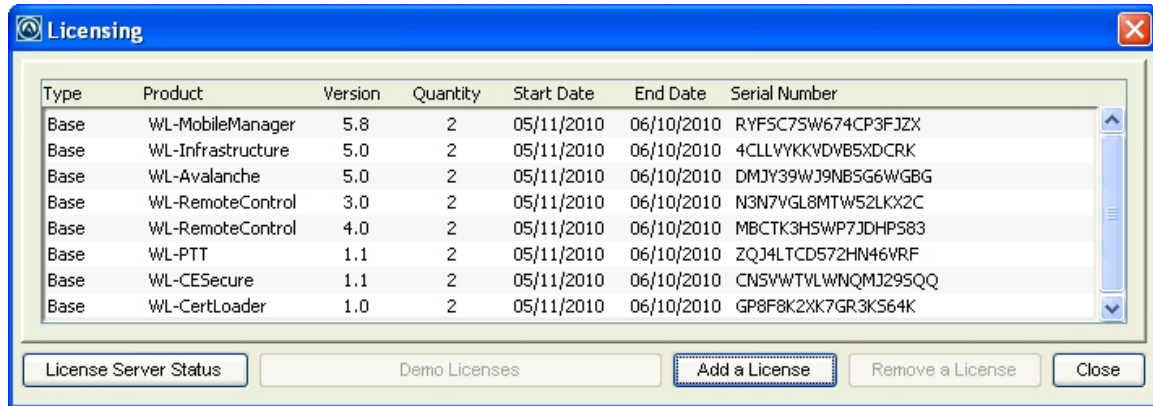 Licensing
Type Product Version Quantity Start Date End Date Serial Number
Base WL-MobileManager 5.8 2 05/11/2010 06/10/2010 RYFSC7SW674CP3FJZX
Base WL-Infrastructure 5.0 2 05/11/2010 06/10/2010 4CLLVYKKVDVB5XDCRK
Base WL-Avalanche 5.0 2 05/11/2010 06/10/2010 DMJY39WJ9NBSG6WGBG
Base WL-RemoteControl 3.0 2 05/11/2010 06/10/2010 N3N7VGL8MTW52LKX2C
Base WL-RemoteControl 4.0 2 05/11/2010 06/10/2010 MBCTK3HSWP7JDHPS83
Base WL-PTT 1.1 2 05/11/2010 06/10/2010 ZQJ4LTCD572HN46VRF
Base WL-CESecure 1.1 2 05/11/2010 06/10/2010 CNSVWTVLWNQMJ29SQQ
Base WL-CertLoader 1.0 2 05/11/2010 06/10/2010 GP8F8K2XK7GR3KS64K
License Server Status Demo Licenses Add a License Remove a License Close